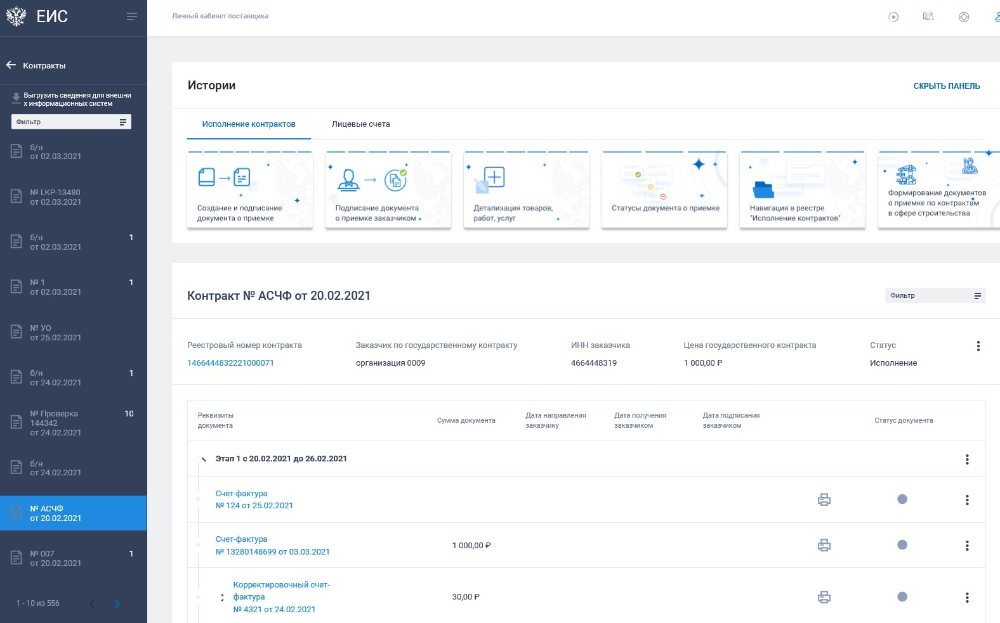 ЕИС
Контракты
Выгрузить сведения для внешни
х информационных систем
Фильтр
б/н
от 02.03.2021
№ LKP-13480
от 02.03.2021
б/н
от 02.03.2021
1
№ 1
от 02.03.2021
1
№ УО
от 25.02.2021
б/н
от 24.02.2021
1
№ Проверка
144342
от 24.02.2021
10
б/н
от 24.02.2021
№ АСЧФ
от 20.02.2021
№ 007
от 20.02.2021
1
1 - 10 из 556
Личный кабинет поставщика
Истории
СКРЫТЬ ПАНЕЛЬ
Исполнение контрактов
Лицевые счета
Создание и подписание
документа о приемке
Подписание документа
о приемке заказчиком
Детализация товаров,
работ, услуг
Статусы документа о приемке
Навигация в реестре
"Исполнение контрактов"
Формирование документов
о приемке по контрактам
в сфере строительства
Контракт № АСЧФ от 20.02.2021
Фильтр
Реестровый номер контракта
1466444832221000071
Заказчик по государственному контракту
организация 0009
ИНН заказчика
4664448319
Цена государственного контракта
1 000,00 ₽
Статус
Исполнение
Реквизиты
документа
Сумма документа
Дата направления
заказчику
Дата получения
заказчиком
Дата подписания
заказчиком
Статус документа
Этап 1 с 20.02.2021 до 26.02.2021
Счет-фактура
№ 124 от 25.02.2021
Счет-фактура
№ 13280148699 от 03.03.2021
1 000,00 ₽
Корректировочный счет-
фактура
№ 4321 от 24.02.2021
30,00 ₽